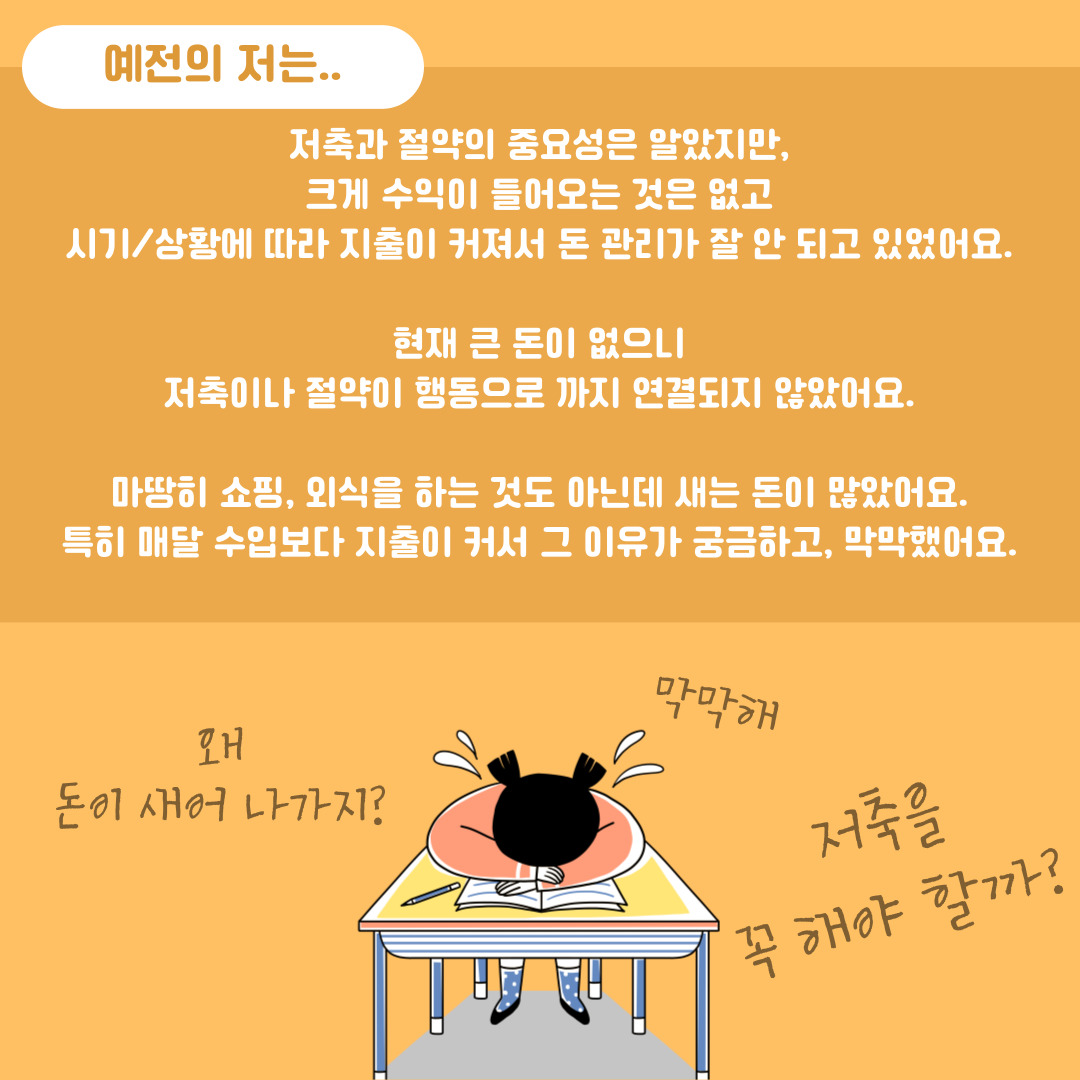 예전의 저는..
저축과 절약의 중요성은 알았지만,
크게 수익이 들어오는 것은 없고
시기/상황에 따라 지출이 커져서 돈 관리가 잘 안 되고 있었어요.
현재 큰 돈이 없으니
저축이나 절약이 행동으로 까지 연결되지 않았어요.
마땅히 쇼핑, 외식을 하는 것도 아닌데 새는 돈이 많았어요.
특히 매달 수입보다 지출이 커서 그 이유가 궁금하고, 막막했어요.
막막해
왜
돈이 새어 나가지?
저축을
꼭 해야 할까?